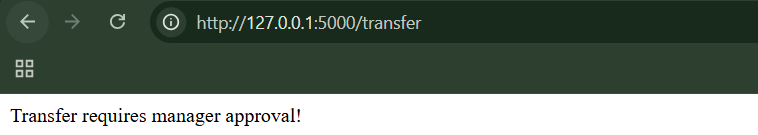 http://127.0.0.1:5000/transfer
Transfer requires manager approval!